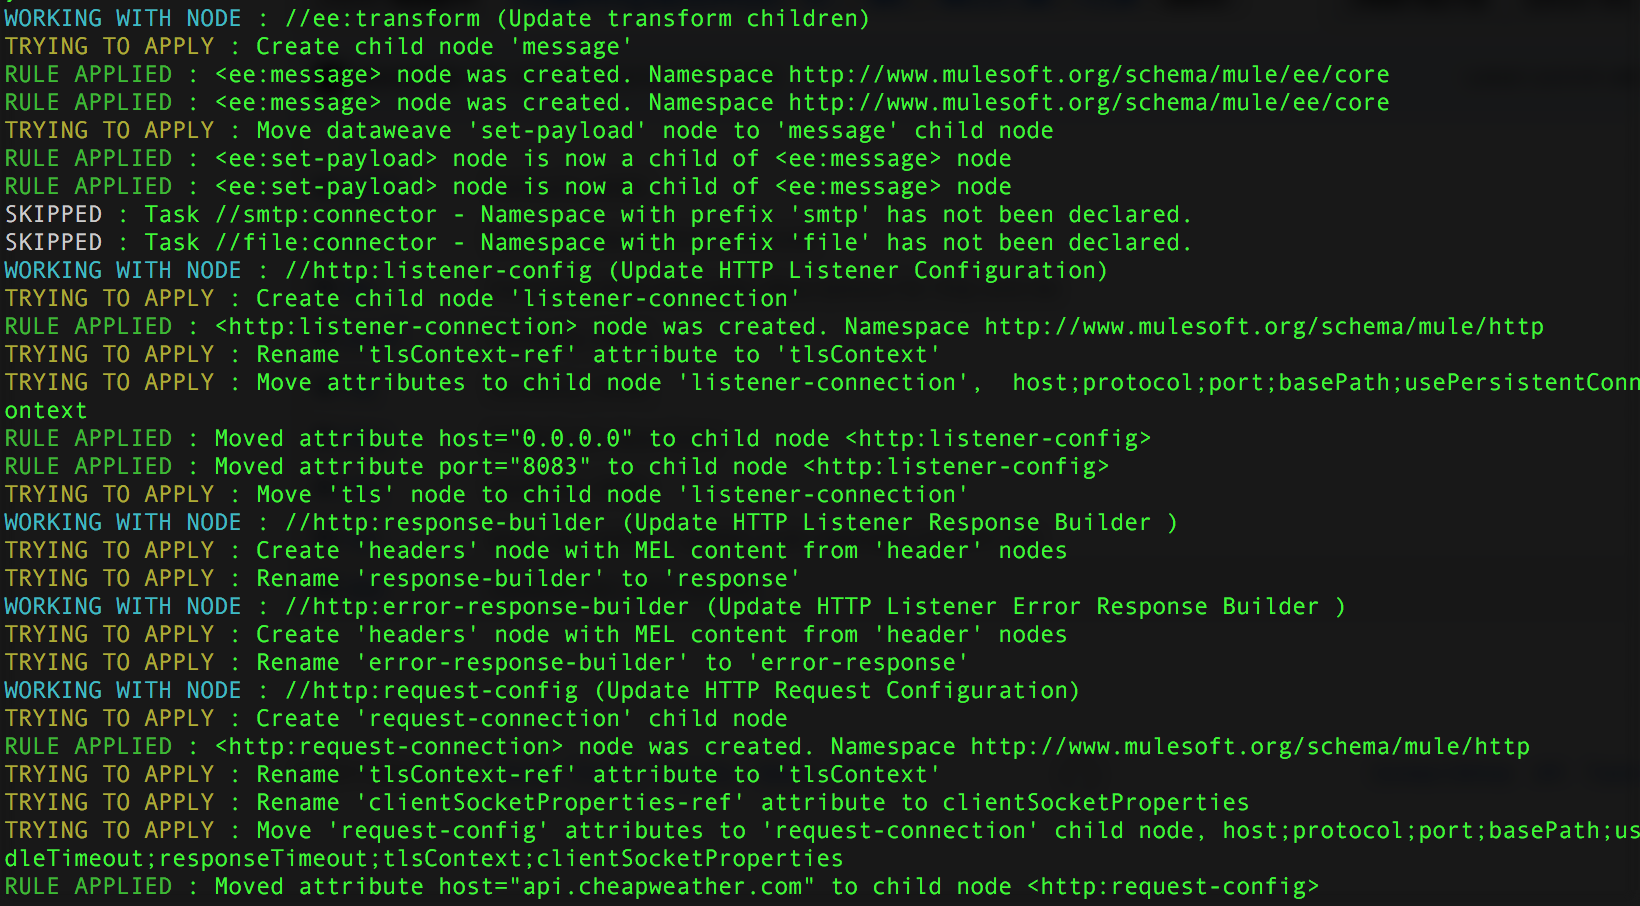 WORKING WITH NODE : //ee:transform (Update transform children)
TRYING TO APPLY : Create child node 'message'
RULE APPLIED : <ee:message> node was created. Namespace http://www.mulesoft.org/schema/mule/ee/core
RULE APPLIED : <ee:message> node was created. Namespace http://www.mulesoft.org/schema/mule/ee/core
TRYING TO APPLY : Move dataweave 'set-payload' node to 'message' child node
RULE APPLIED : <ee:set-payload> node is now a child of <ee:message> node
RULE APPLIED : <ee:set-payload> node is now a child of <ee:message> node
SKIPPED : Task //smtp:connector - Namespace with prefix 'smtp' has not been declared.
SKIPPED : Task //file:connector - Namespace with prefix 'file' has not been declared.
WORKING WITH NODE : //http:listener-config (Update HTTP Listener Configuration)
TRYING TO APPLY : Create child node 'listener-connection'
RULE APPLIED : <http:listener-connection> node was created. Namespace http://www.mulesoft.org/schema/mule/http
TRYING TO APPLY : Rename 'tlsContext-ref' attribute to 'tlsContext'
TRYING TO APPLY : Move attributes to child node 'listener-connection',  host;protocol;port;basePath;usePersistentConn
ontext
RULE APPLIED : Moved attribute host="0.0.0.0" to child node <http:listener-config>
RULE APPLIED : Moved attribute port="8083" to child node <http:listener-config>
TRYING TO APPLY : Move 'tls' node to child node 'listener-connection'
WORKING WITH NODE : //http:response-builder (Update HTTP Listener Response Builder )
TRYING TO APPLY : Create 'headers' node with MEL content from 'header' nodes
TRYING TO APPLY : Rename 'response-builder' to 'response'
WORKING WITH NODE : //http:error-response-builder (Update HTTP Listener Error Response Builder )
TRYING TO APPLY : Create 'headers' node with MEL content from 'header' nodes
TRYING TO APPLY : Rename 'error-response-builder' to 'error-response'
WORKING WITH NODE : //http:request-config (Update HTTP Request Configuration)
TRYING TO APPLY : Create 'request-connection' child node
RULE APPLIED : <http:request-connection> node was created. Namespace http://www.mulesoft.org/schema/mule/http
TRYING TO APPLY : Rename 'tlsContext-ref' attribute to 'tlsContext'
TRYING TO APPLY : Rename 'clientSocketProperties-ref' attribute to clientSocketProperties
TRYING TO APPLY : Move 'request-config' attributes to 'request-connection' child node, host;protocol;port;basePath;us
dleTimeout;responseTimeout;tlsContext;clientSocketProperties
RULE APPLIED : Moved attribute host="api.cheapweather.com" to child node <http:request-config>